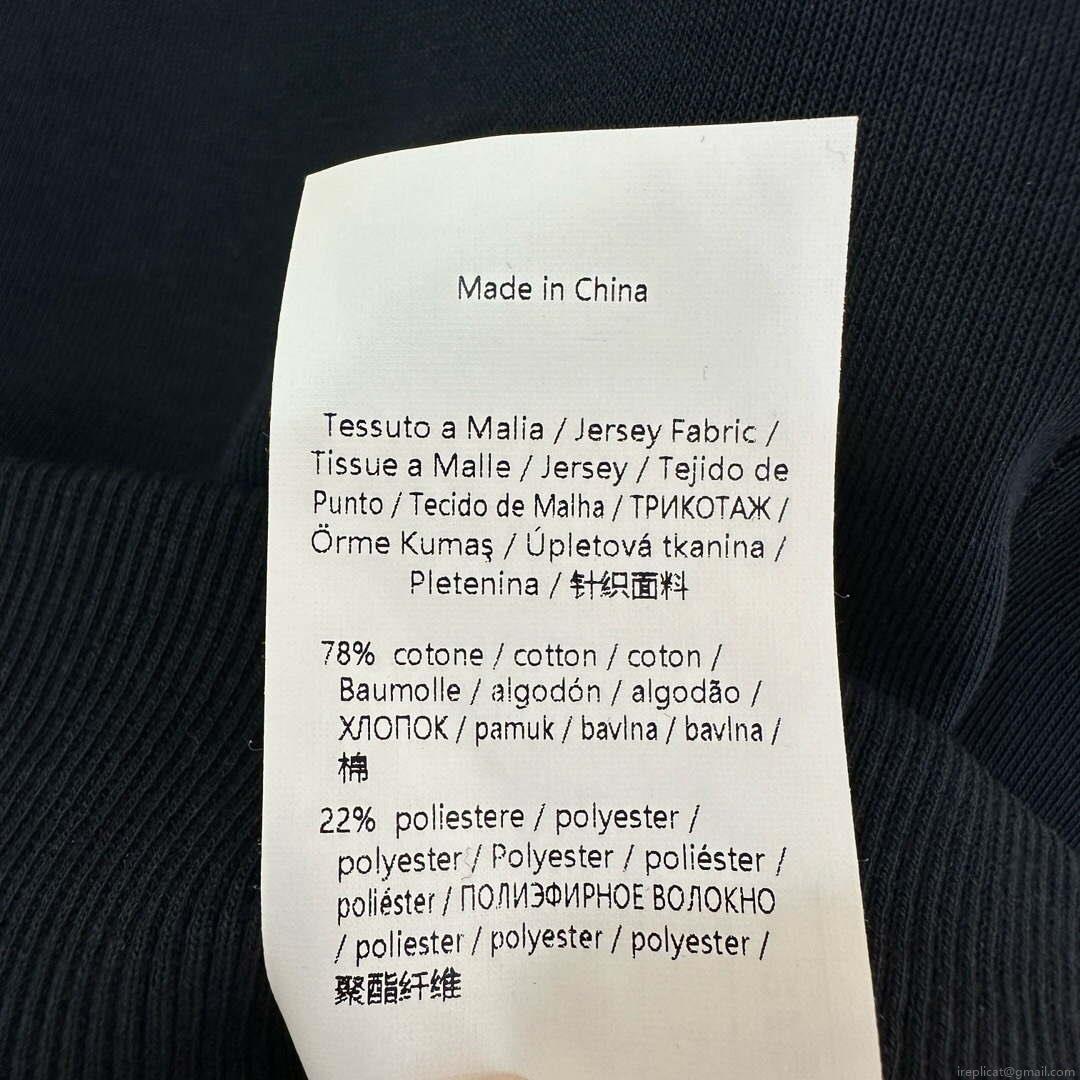 Made in China
Tessuto a Malia / Jersey Fabric /
Tissue a Malle / Jersey / Tejido de
Punto / Tecido de Malha / ТРИКОТАЖ /
Örme Kumaş / Úpletová tkanina /
Pletenina / 针织面料
78% cotone / cotton / coton /
Baumolle / algodón / algodão /
ХЛОПОК / pamuk / bavlna / bavlna /
棉
22% poliestere / polyester /
polyester / Polyester / poliéster /
poliéster / ПОЛИЭФИРНОЕ ВОЛОКНО
/ poliester / polyester / polyester /
聚酯纤维
ireplicat@gmail.com